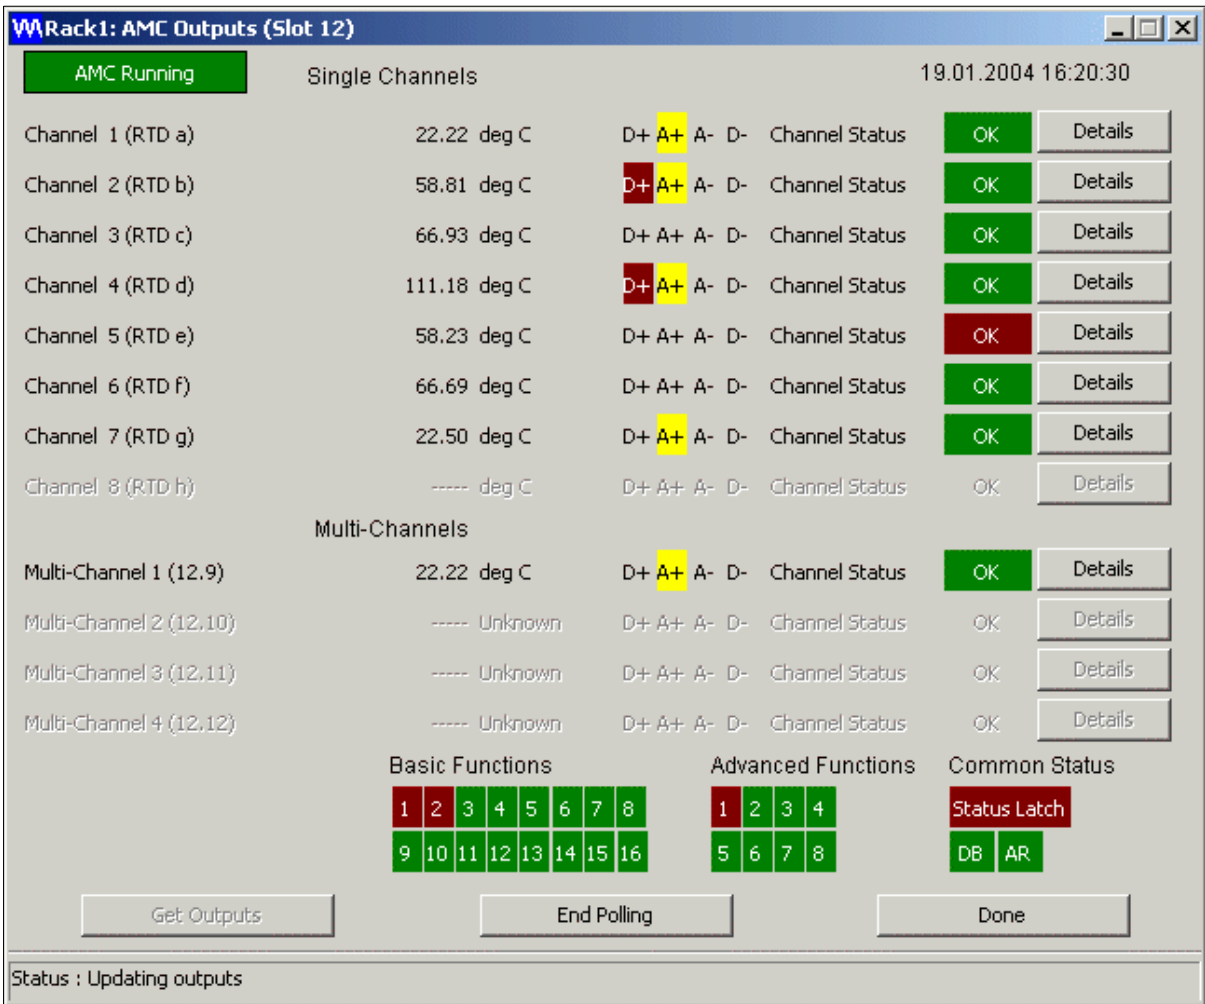 Rack1: AMC Outputs (Slot 12)
AMC Running Single Channels 19.01.2004 16:20:30
Channel 1 (RTD a) 22.22 deg C D+ A+ A- D- Channel Status OK Details
Channel 2 (RTD b) 58.81 deg C D+ A+ A- D- Channel Status OK Details
Channel 3 (RTD c) 66.93 deg C D+ A+ A- D- Channel Status OK Details
Channel 4 (RTD d) 111.18 deg C D+ A+ A- D- Channel Status OK Details
Channel 5 (RTD e) 58.23 deg C D+ A+ A- D- Channel Status OK Details
Channel 6 (RTD f) 66.69 deg C D+ A+ A- D- Channel Status OK Details
Channel 7 (RTD g) 22.50 deg C D+ A+ A- D- Channel Status OK Details
Channel 8 (RTD h) ----- deg C D+ A+ A- D- Channel Status OK Details
Multi-Channels
Multi-Channel 1 (12.9) 22.22 deg C D+ A+ A- D- Channel Status OK Details
Multi-Channel 2 (12.10) ----- Unknown D+ A+ A- D- Channel Status OK Details
Multi-Channel 3 (12.11) ----- Unknown D+ A+ A- D- Channel Status OK Details
Multi-Channel 4 (12.12) ----- Unknown D+ A+ A- D- Channel Status OK Details
Basic Functions Advanced Functions Common Status
1 2 3 4 5 6 7 8 1 2 3 4 Status Latch
9 10 11 12 13 14 15 16 5 6 7 8 DB AR
Get Outputs End Polling Done
Status : Updating outputs